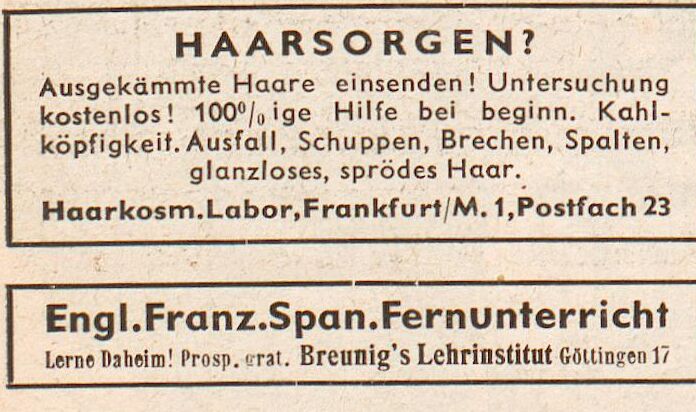 HAARSORGEN?
Ausgekämmte Haare einsenden! Untersuchung
kostenlos! 100%ige Hilfe bei beginn. Kahl-
köpfigkeit. Ausfall, Schuppen, Brechen, Spalten,
glanzloses, sprödes Haar.
Haarkosm.Labor,Frankfurt/M.1,Postfach 23
Engl.Franz.Span.Fernunterricht
Lerne Daheim! Prosp. grat. Breunig's Lehrinstitut Göttingen 17